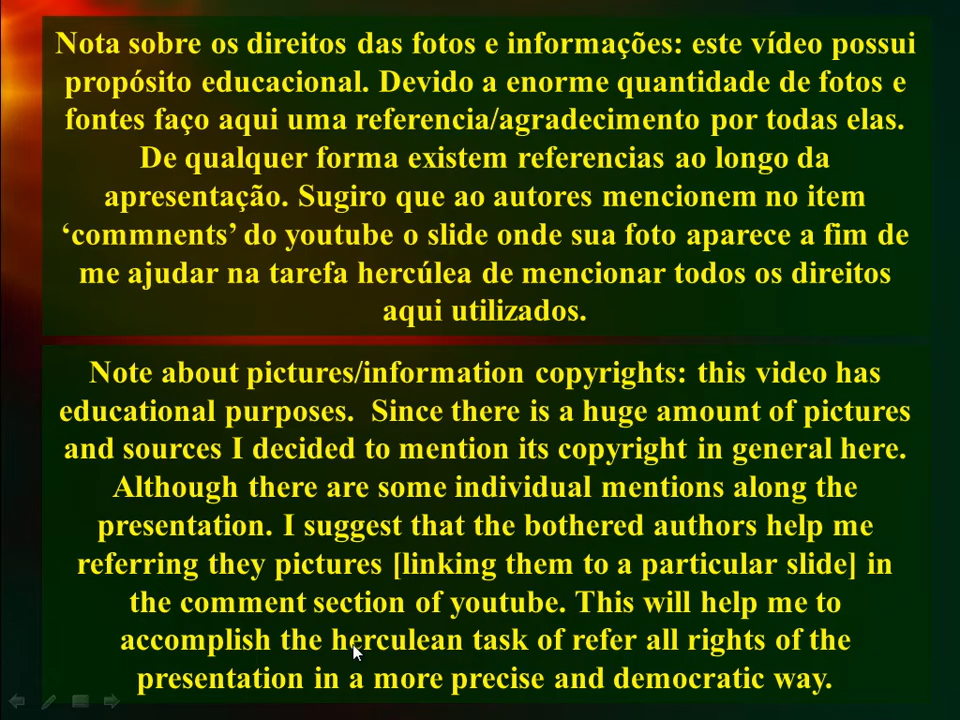 Nota sobre os direitos das fotos e informações: este vídeo possui
propósito educacional. Devido a enorme quantidade de fotos e
fontes faço aqui uma referencia/agradecimento por todas elas.
De qualquer forma existem referencias ao longo da
apresentação. Sugiro que ao autores mencionem no item
‘commnents’ do youtube o slide onde sua foto aparece a fim de
me ajudar na tarefa hercúlea de mencionar todos os direitos
aqui utilizados.
Note about pictures/information copyrights: this video has
educational purposes.  Since there is a huge amount of pictures
and sources I decided to mention its copyright in general here.
Although there are some individual mentions along the
presentation. I suggest that the bothered authors help me
referring they pictures [linking them to a particular slide] in
the comment section of youtube. This will help me to
accomplish the herculean task of refer all rights of the
presentation in a more precise and democratic way.